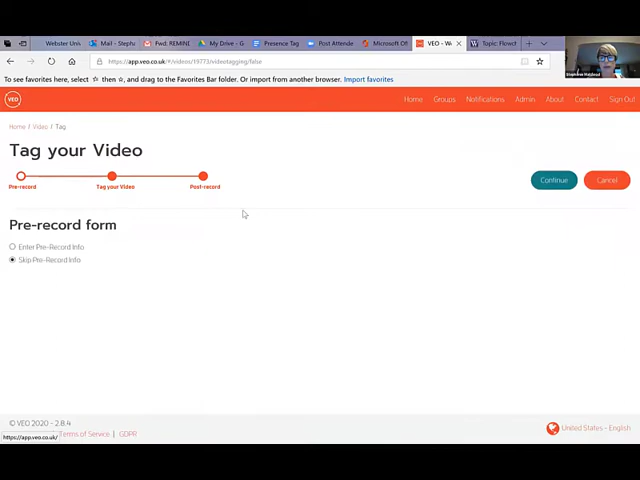 Webster Univ
Mail - Steph
Fwd: REMINI
My Drive - G
Presence Tag
Post Attende
Microsoft Of
VEO - W
Topic: Flowch
https://app.veo.co.uk/#/videos/19773/videotagging/false
To see favorites here, select ☆ then ☆, and drag to the Favorites Bar folder. Or import from another browser. Import favorites
VEO
Home
Groups
Notifications
Admin
About
Contact
Sign Out
Home / Video / Tag
Tag your Video
Pre-record
Tag your Video
Post-record
Continue
Cancel
Pre-record form
Enter Pre-Record Info
Skip Pre-Record Info
© VEO 2020 - 2.8.4
Terms of Service | GDPR
United States - English
https://app.veo.co.uk/